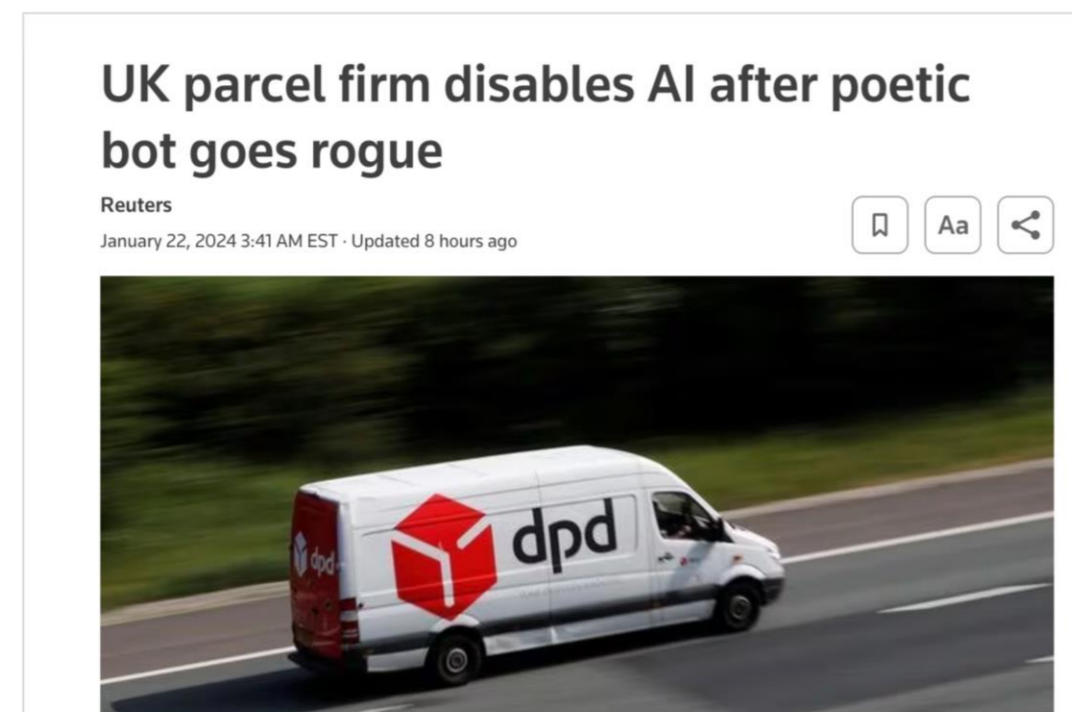 UK parcel firm disables AI after poetic
bot goes rogue
Reuters
January 22, 2024 3:41 AM EST · Updated 8 hours ago
Aa
dpd
dpd